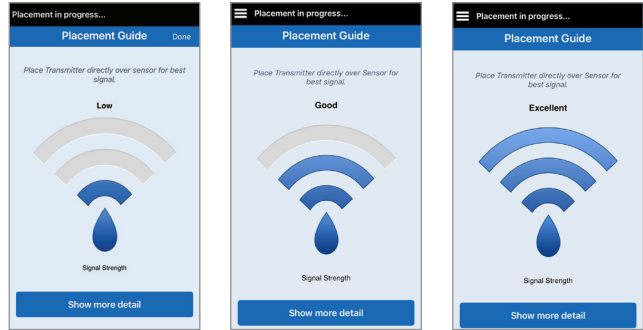 Placement in progress...
Placement Guide Done
Place Transmitter directly over sensor for best
signal.
Low
Signal Strength
Show more detail
Placement in progress...
Placement Guide
Place Transmitter directly over Sensor for
best signal.
Good
Signal Strength
Show more detail
Placement in progress...
Placement Guide
Place Transmitter directly over Sensor for
best signal.
Excellent
Signal Strength
Show more detail